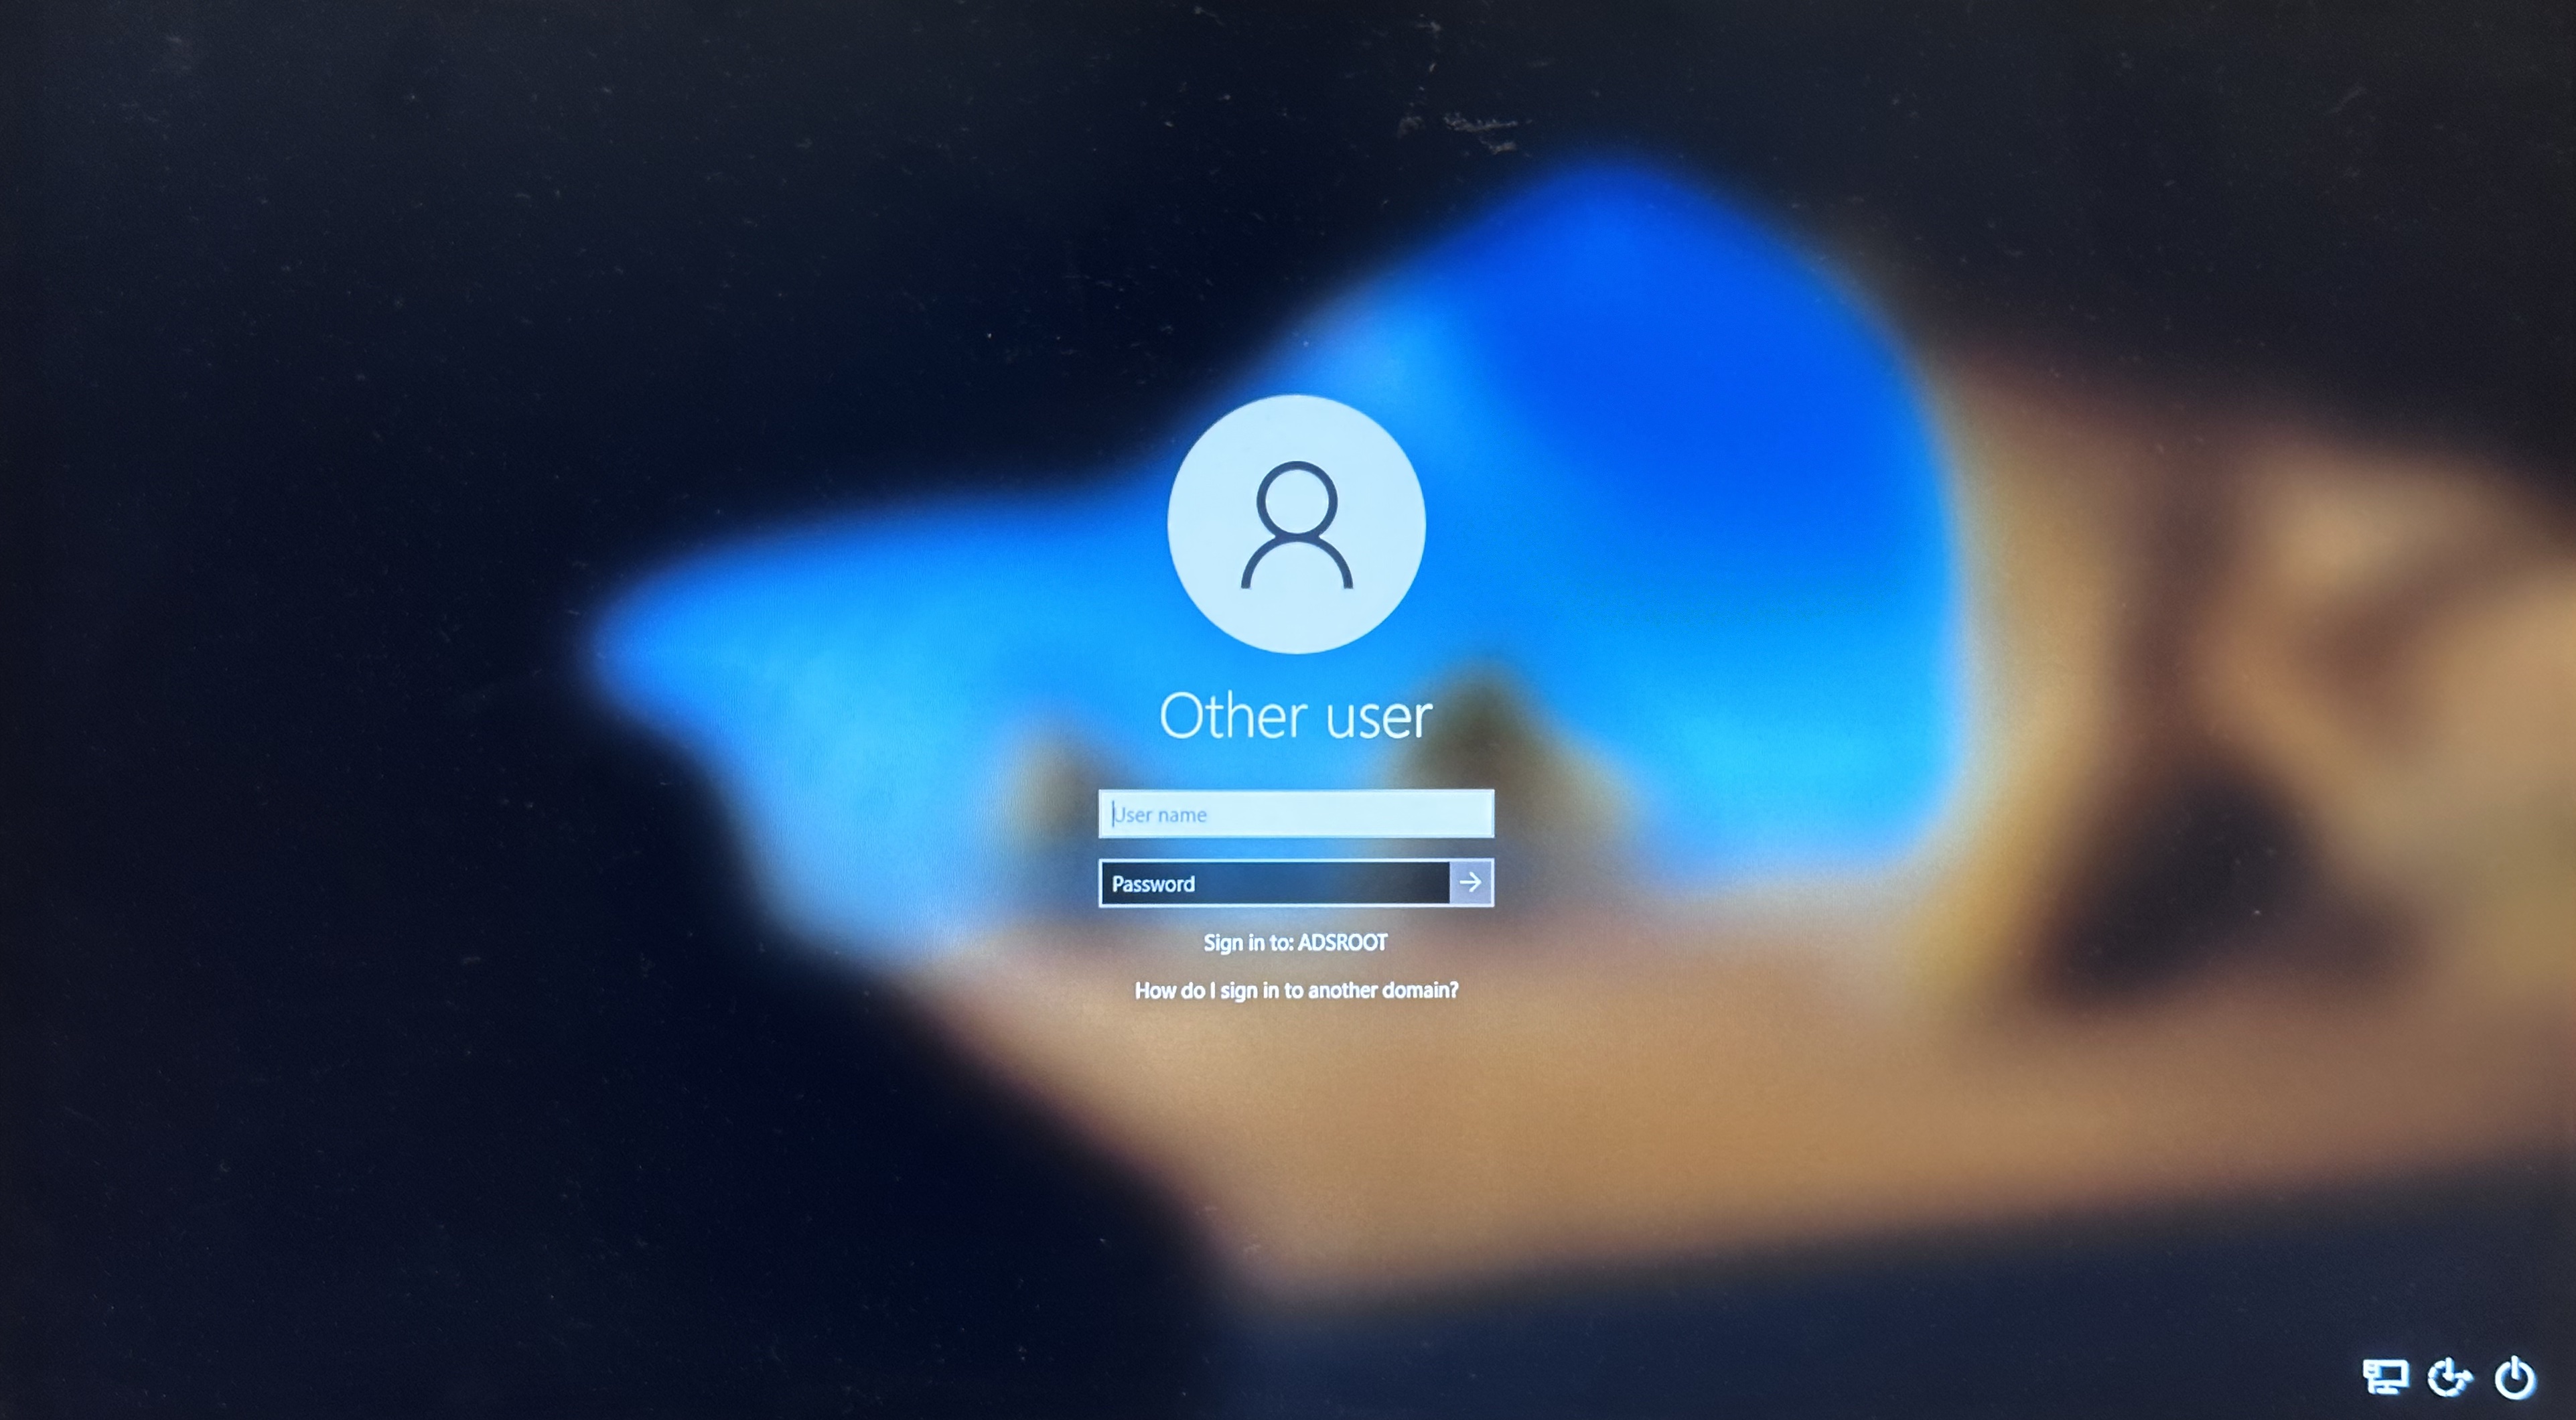 Other user
User name
Password
Sign in to: ADSROOT
How do I sign in to another domain?